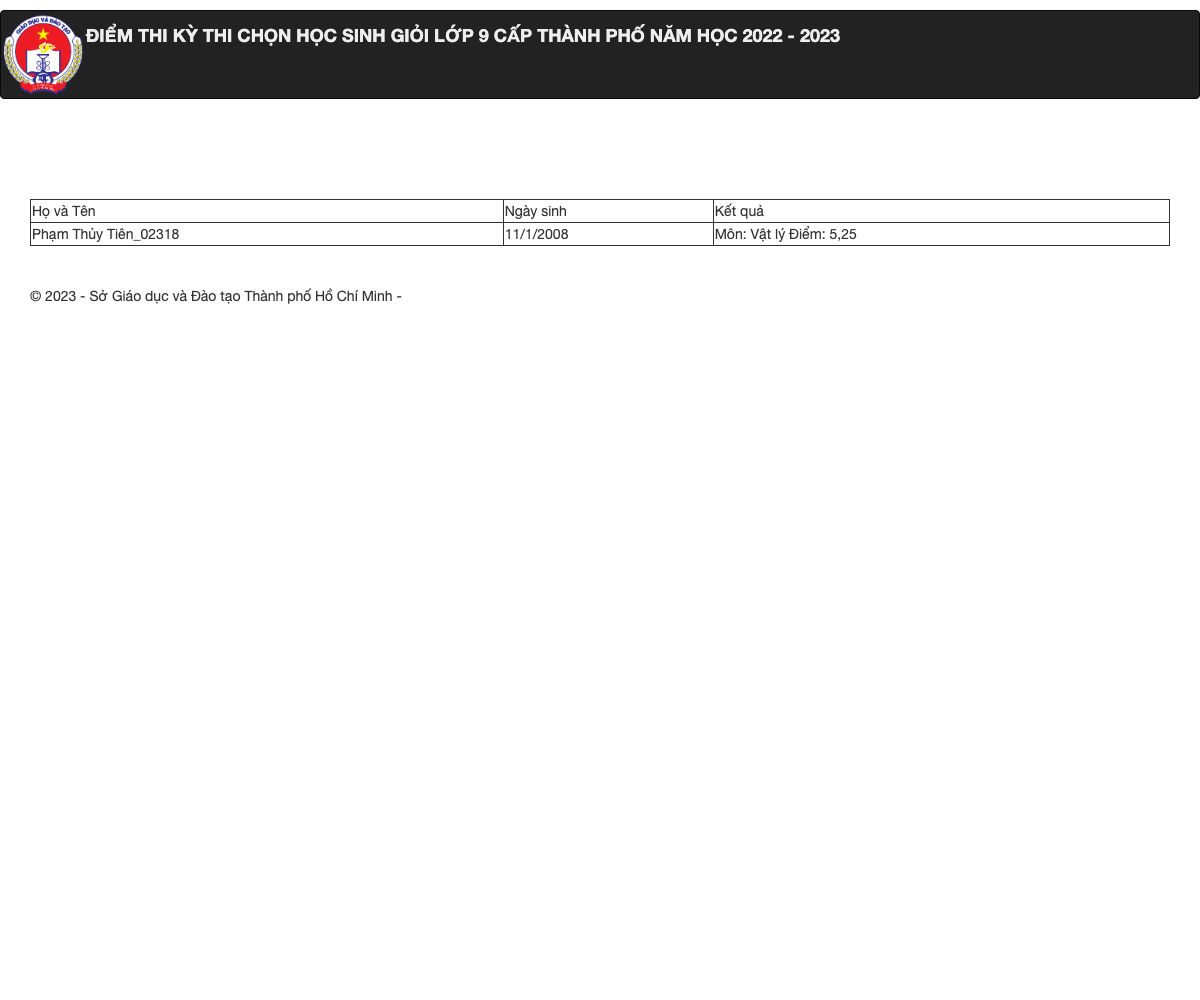 GIÁO DỤC VÀ ĐÀO TẠO
ĐIỂM THI KỲ THI CHỌN HỌC SINH GIỎI LỚP 9 CẤP THÀNH PHỐ NĂM HỌC 2022 - 2023
Họ và Tên Ngày sinh Kết quả
Phạm Thủy Tiên_02318 11/1/2008 Môn: Vật lý Điểm: 5,25
© 2023 - Sở Giáo dục và Đào tạo Thành phố Hồ Chí Minh -